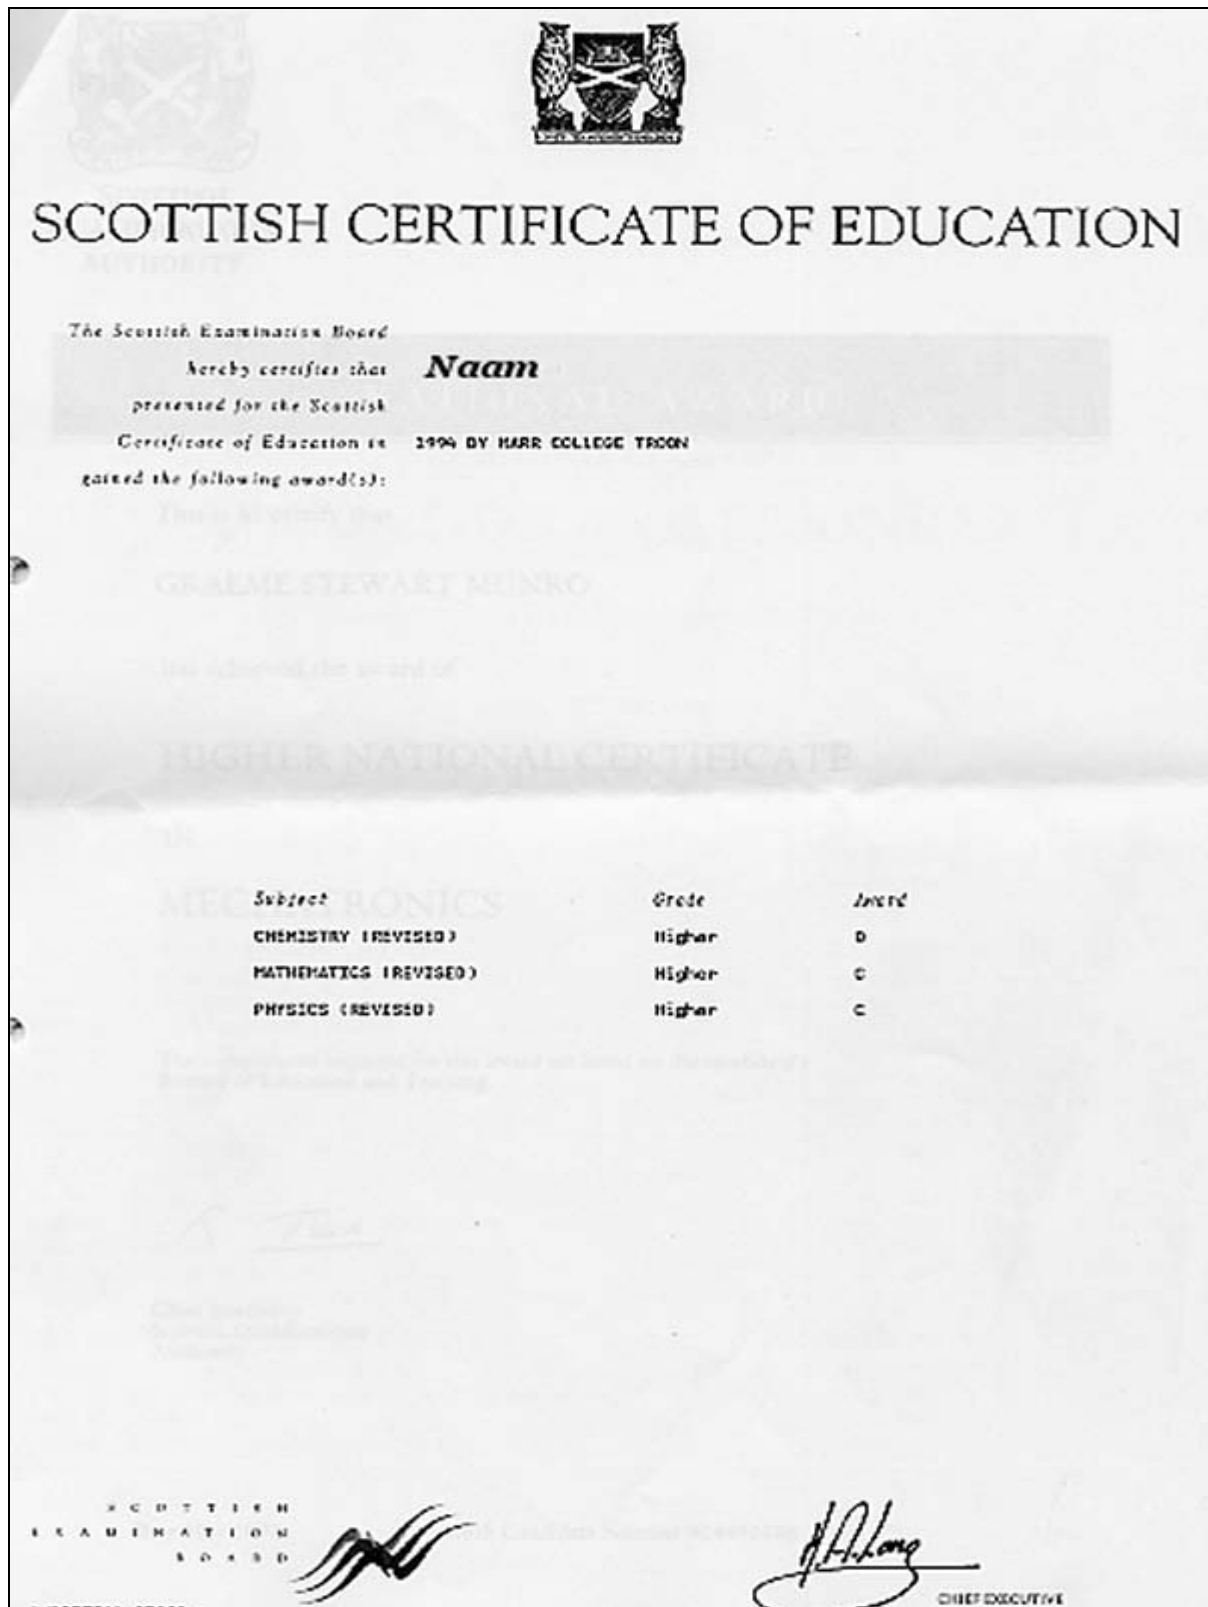 SCOTTISH CERTIFICATE OF EDUCATION
AUTHORITY
The Scottish Examination Board
hereby certifies that Naam
presented for the Scottish
Certificate of Education in 1994 BY MARR COLLEGE TROON
gained the following award(s):
This is to certify that
GRAEME STEWART MUNRO
has achieved the award of
HIGHER NATIONAL CERTIFICATE
IN
MECHATRONICS
Subject Grade Award
CHEMISTRY (REVISED) Higher D
MATHEMATICS (REVISED) Higher C
PHYSICS (REVISED) Higher C
SCOTTISH
EXAMINATION
BOARD
H.A.Long
CHIEF EXECUTIVE